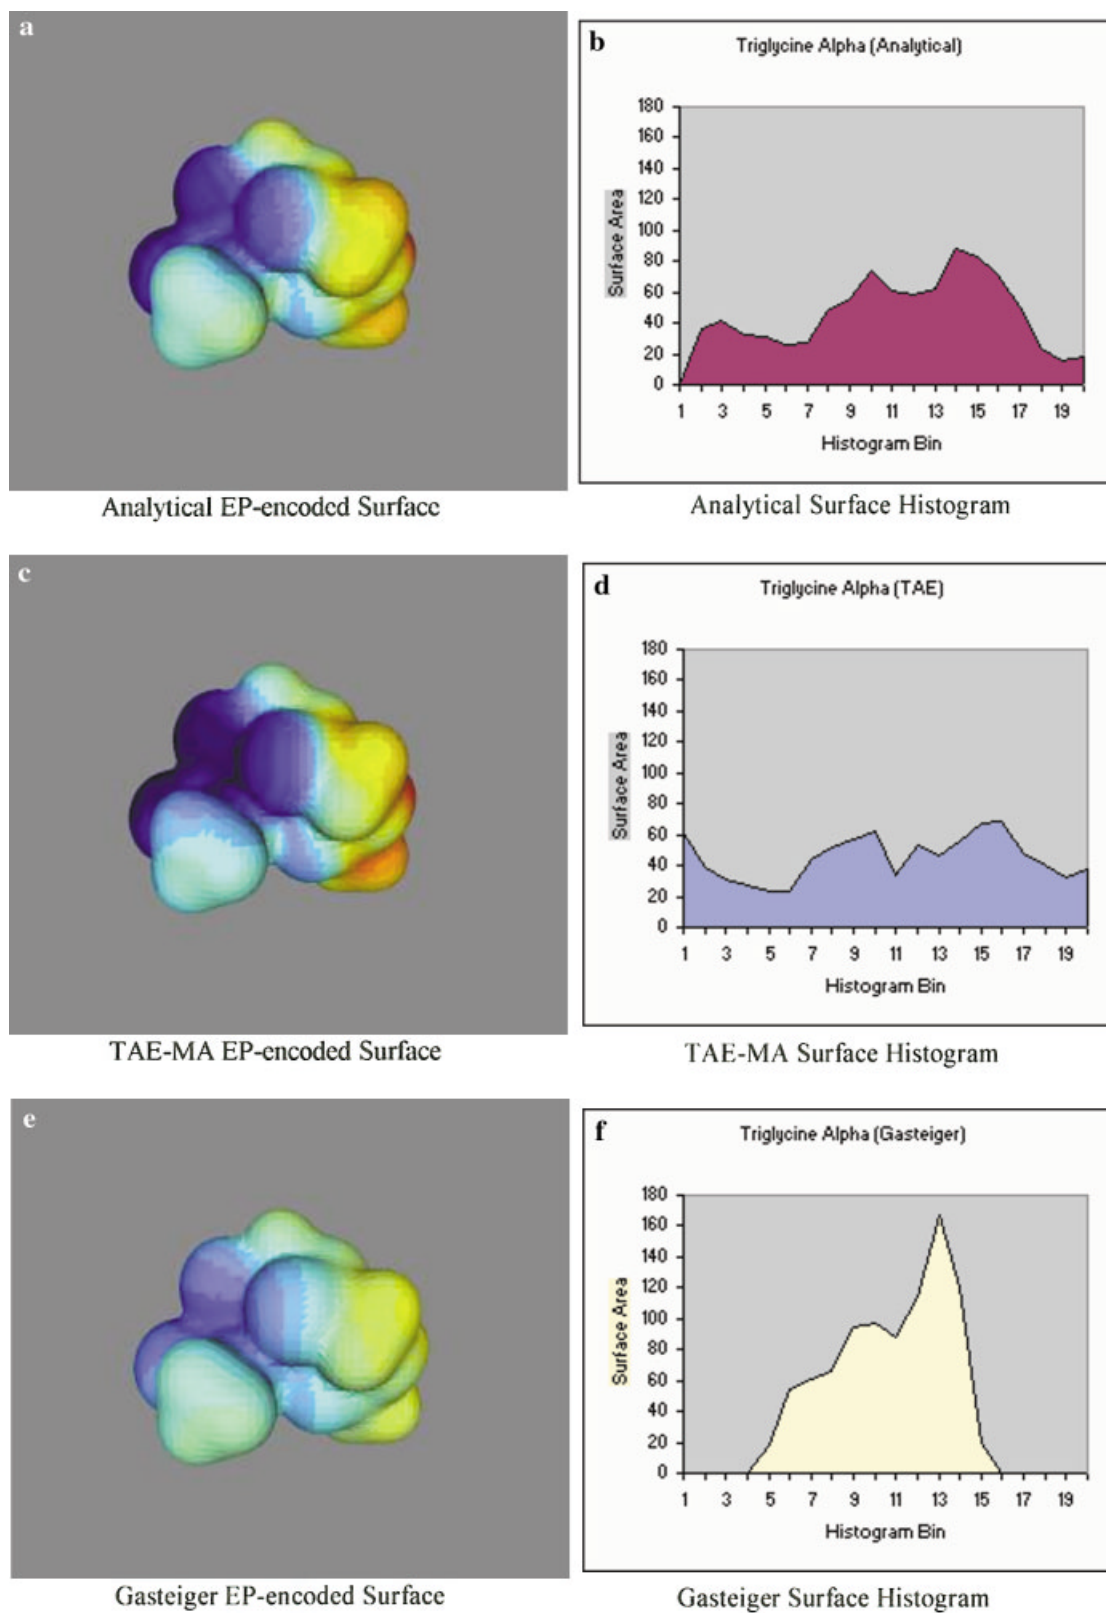 a
b
Triglycine Alpha (Analytical)
180
160
140
120
100
80
60
40
20
0
Surface Area
1 3 5 7 9 11 13 15 17 19
Histogram Bin
Analytical EP-encoded Surface
Analytical Surface Histogram
c
d
Triglycine Alpha (TAE)
180
160
140
120
100
80
60
40
20
0
Surface Area
1 3 5 7 9 11 13 15 17 19
Histogram Bin
TAE-MA EP-encoded Surface
TAE-MA Surface Histogram
e
f
Triglycine Alpha (Gasteiger)
180
160
140
120
100
80
60
40
20
0
Surface Area
1 3 5 7 9 11 13 15 17 19
Histogram Bin
Gasteiger EP-encoded Surface
Gasteiger Surface Histogram